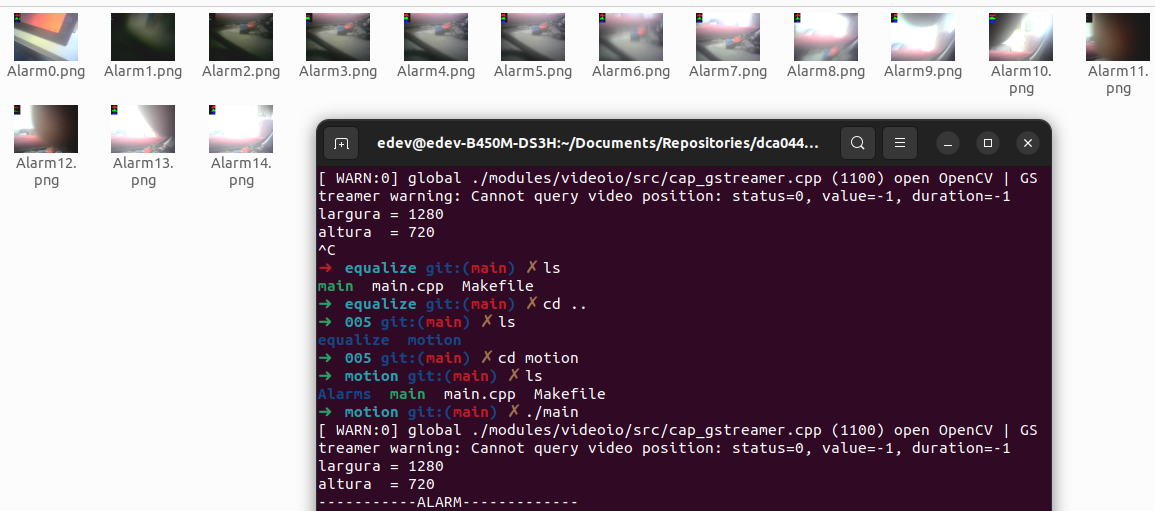 Alarm0.png Alarm1.png Alarm2.png Alarm3.png Alarm4.png Alarm5.png Alarm6.png Alarm7.png Alarm8.png Alarm9.png Alarm10.
png Alarm11.
png
Alarm12.
png Alarm13.
png Alarm14.
png
edev@edev-B450M-DS3H:~/Documents/Repositories/dca044...
[ WARN:0] global ./modules/videoio/src/cap_gstreamer.cpp (1100) open OpenCV | GS
treamer warning: Cannot query video position: status=0, value=-1, duration=-1
largura = 1280
altura  = 720
^C
➜ equalize git:(main) ✗ ls
main  main.cpp  Makefile
➜ equalize git:(main) ✗ cd ..
➜ 005 git:(main) ✗ ls
equalize  motion
➜ 005 git:(main) ✗ cd motion
➜ motion git:(main) ✗ ls
Alarms  main  main.cpp  Makefile
➜ motion git:(main) ✗ ./main
[ WARN:0] global ./modules/videoio/src/cap_gstreamer.cpp (1100) open OpenCV | GS
treamer warning: Cannot query video position: status=0, value=-1, duration=-1
largura = 1280
altura  = 720
-----------ALARM-------------